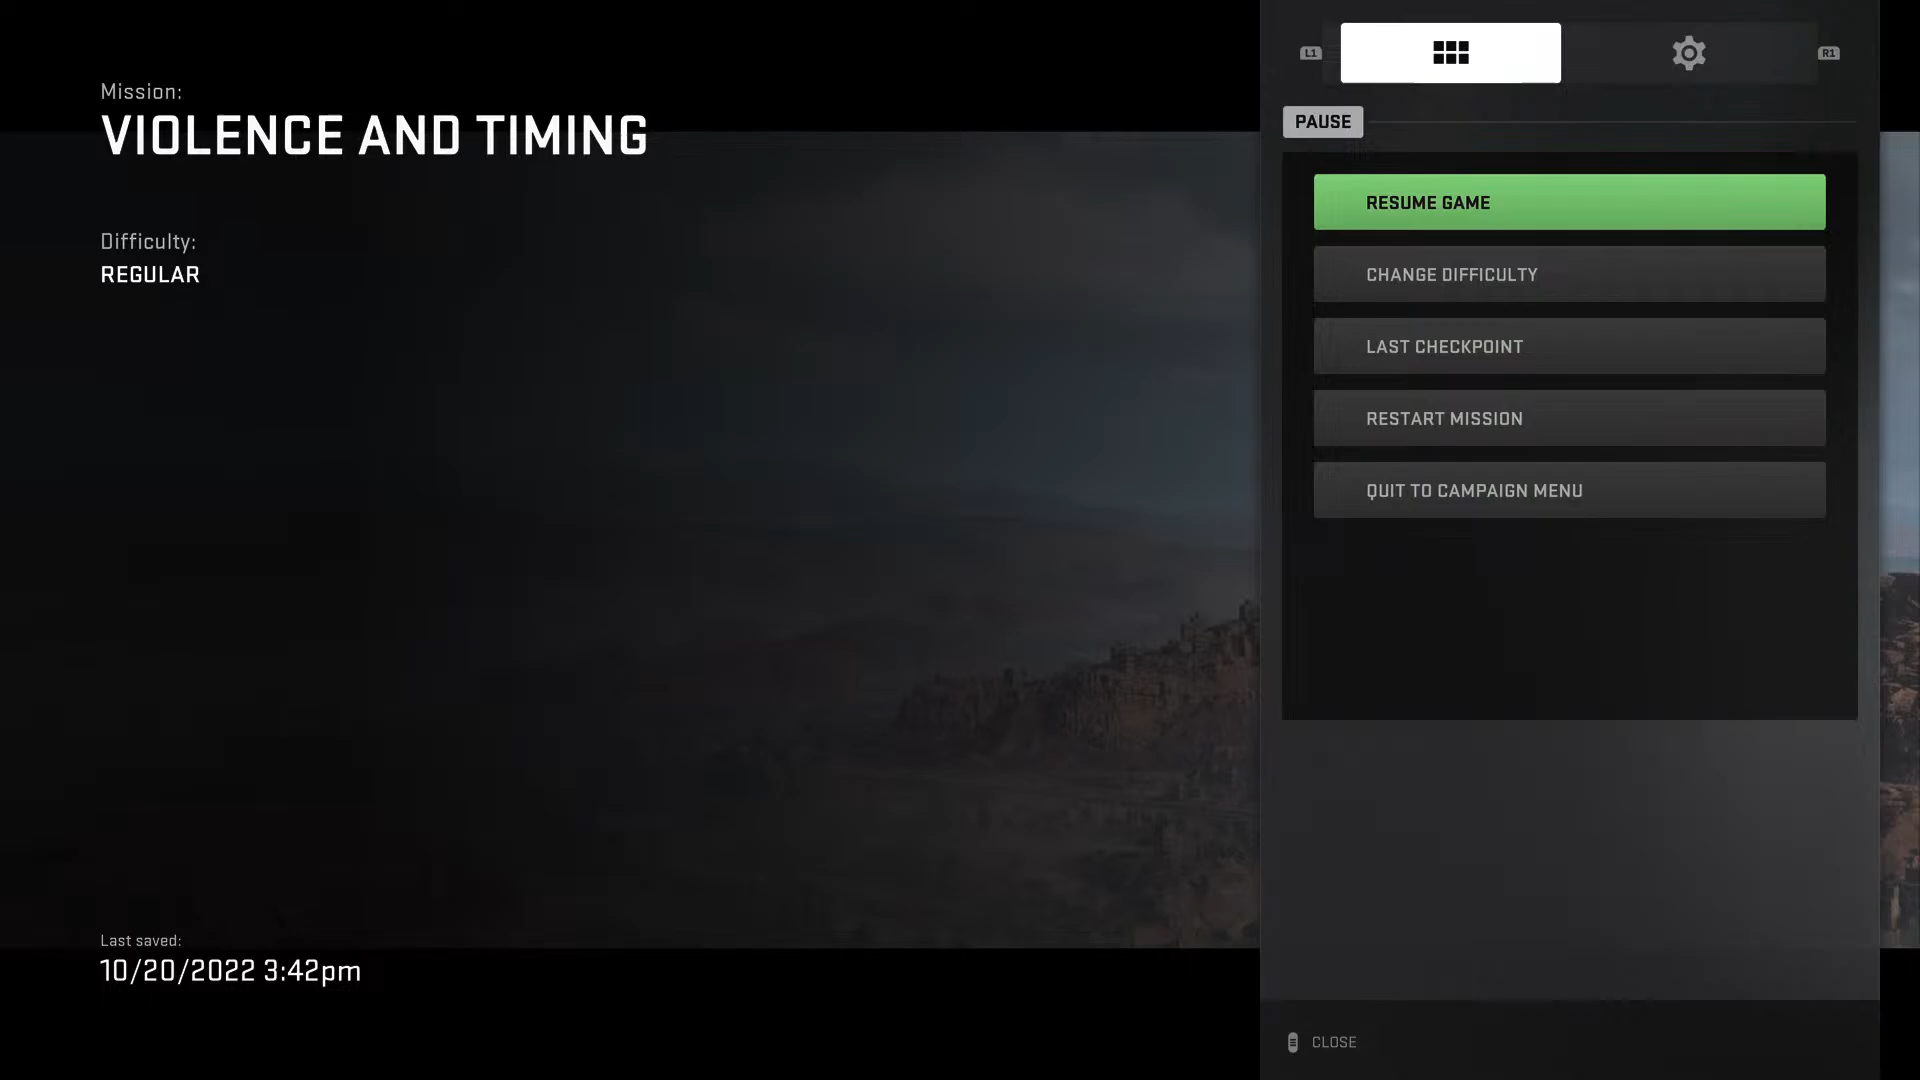 Mission:
VIOLENCE AND TIMING
Difficulty:
REGULAR
Last saved:
10/20/2022 3:42pm
L1
R1
PAUSE
RESUME GAME
CHANGE DIFFICULTY
LAST CHECKPOINT
RESTART MISSION
QUIT TO CAMPAIGN MENU
CLOSE